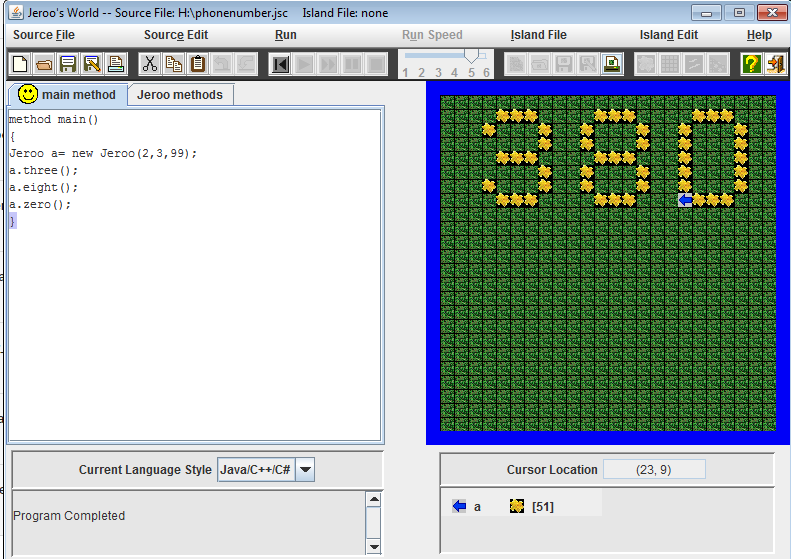 Jeroo's World -- Source File: H:\phonenumber.jsc     Island File: none
Source File Source Edit Run Run Speed Island File Island Edit Help
1 2 3 4 5 6
main method Jeroo methods
method main()
{
Jeroo a= new Jeroo(2,3,99);
a.three();
a.eight();
a.zero();
}
380
Current Language Style Java/C++/C#
Cursor Location (23, 9)
Program Completed
a [51]